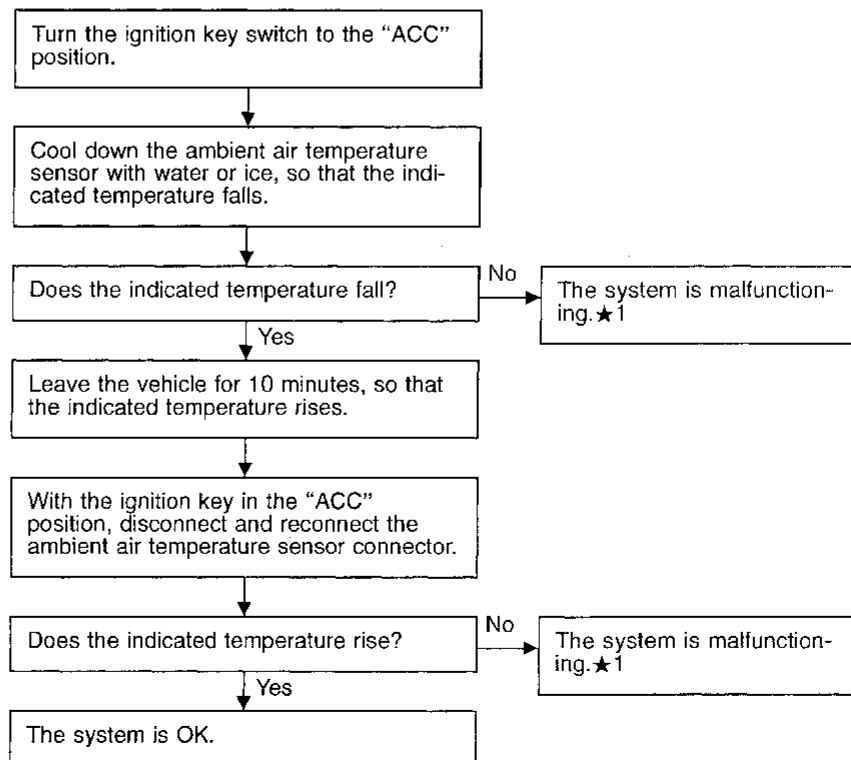 Turn the ignition key switch to the “ACC”
position.
Cool down the ambient air temperature
sensor with water or ice, so that the indi-
cated temperature falls.
Does the indicated temperature fall?
No
The system is malfunction-
ing.★1
Yes
Leave the vehicle for 10 minutes, so that
the indicated temperature rises.
With the ignition key in the “ACC”
position, disconnect and reconnect the
ambient air temperature sensor connector.
Does the indicated temperature rise?
No
The system is malfunction-
ing.★1
Yes
The system is OK.